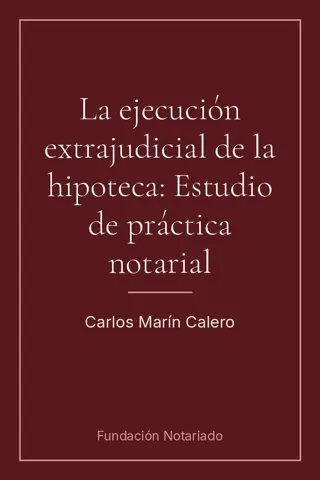 La ejecución
extrajudicial de la
hipoteca: Estudio
de práctica
notarial
Carlos Marín Calero
Fundación Notariado